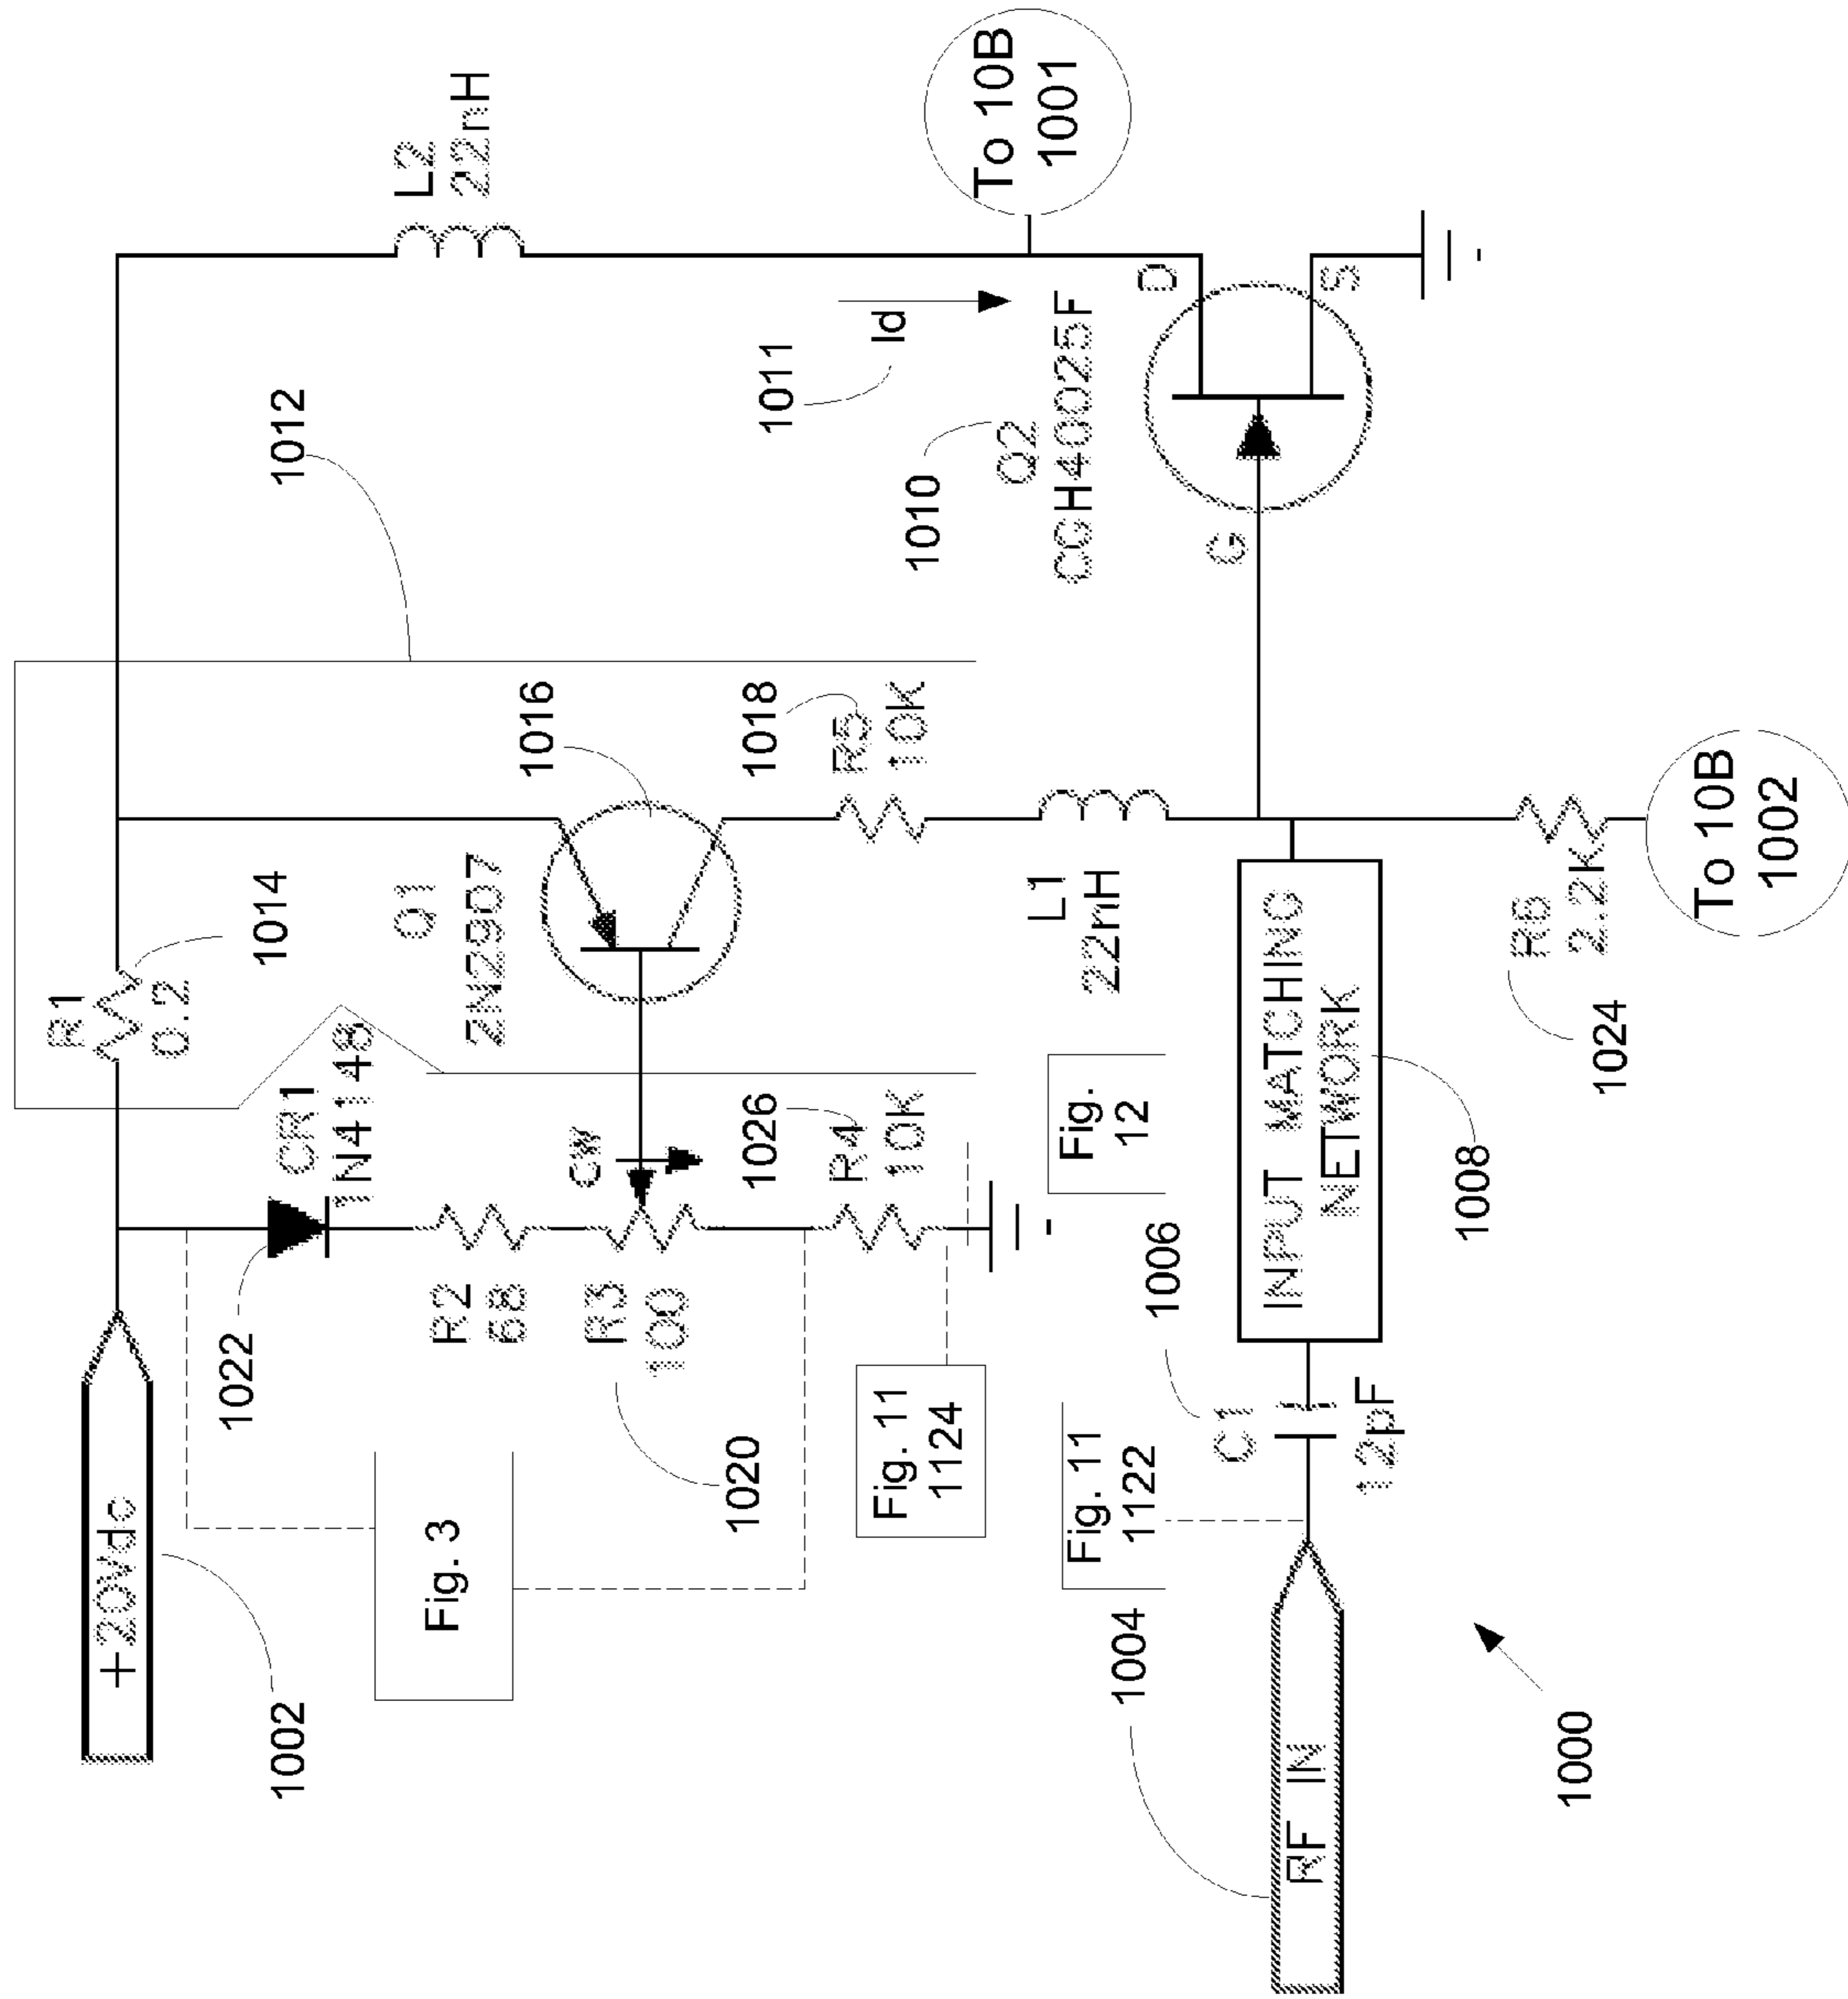 +20Vdc
1002
R1
0.2
1014
1012
L2
22nH
1022
CR1
1N4148
Q1
2N2907
1016
1011
Id
Fig. 3
R2
68
R3
100
1020
CW
1026
R4
10K
1018
R5
10K
1010
Q2
CGH40025F
D
G
S
To 10B
1001
Fig. 11
1124
Fig.
12
L1
22nH
Fig. 11
1122
1004
RF IN
1006
C1
12pF
INPUT MATCHING
NETWORK
1008
R6
2.2K
1024
To 10B
1002
1000